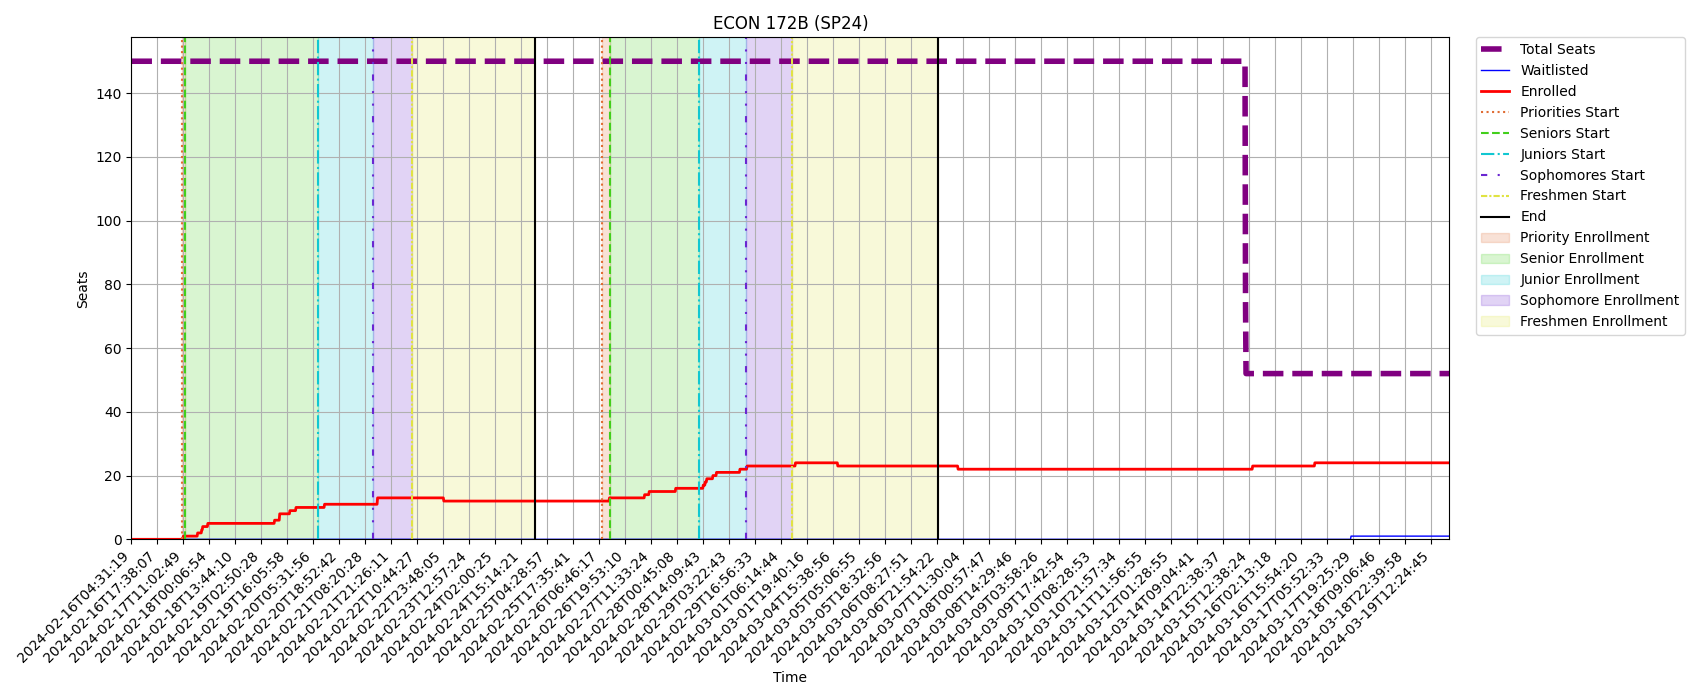 ECON 172B (SP24)
Seats
140
120
100
80
60
40
20
0
2024-02-16T04:31:19
2024-02-16T17:38:07
2024-02-17T11:02:49
2024-02-18T00:06:54
2024-02-18T13:44:10
2024-02-19T02:50:28
2024-02-19T16:05:58
2024-02-20T05:31:56
2024-02-20T18:52:42
2024-02-21T08:20:28
2024-02-21T21:26:11
2024-02-22T10:44:27
2024-02-22T23:48:05
2024-02-23T12:57:24
2024-02-24T02:00:25
2024-02-24T15:14:21
2024-02-25T04:28:57
2024-02-25T17:35:41
2024-02-26T06:46:17
2024-02-26T19:53:10
2024-02-27T11:33:24
2024-02-28T00:45:08
2024-02-28T14:09:43
2024-02-29T03:22:43
2024-02-29T16:56:33
2024-03-01T06:14:44
2024-03-01T19:40:16
2024-03-04T15:38:56
2024-03-05T05:06:55
2024-03-05T18:32:56
2024-03-06T08:27:51
2024-03-06T21:54:22
2024-03-07T11:30:04
2024-03-08T00:57:47
2024-03-08T14:29:46
2024-03-09T03:58:26
2024-03-09T17:42:54
2024-03-10T08:28:53
2024-03-10T21:57:34
2024-03-11T11:56:55
2024-03-12T01:28:55
2024-03-14T09:04:41
2024-03-14T22:38:37
2024-03-15T12:38:24
2024-03-16T02:13:18
2024-03-16T15:54:20
2024-03-17T05:52:33
2024-03-17T19:25:29
2024-03-18T09:06:46
2024-03-18T22:39:58
2024-03-19T12:24:45
Time
Total Seats
Waitlisted
Enrolled
Priorities Start
Seniors Start
Juniors Start
Sophomores Start
Freshmen Start
End
Priority Enrollment
Senior Enrollment
Junior Enrollment
Sophomore Enrollment
Freshmen Enrollment